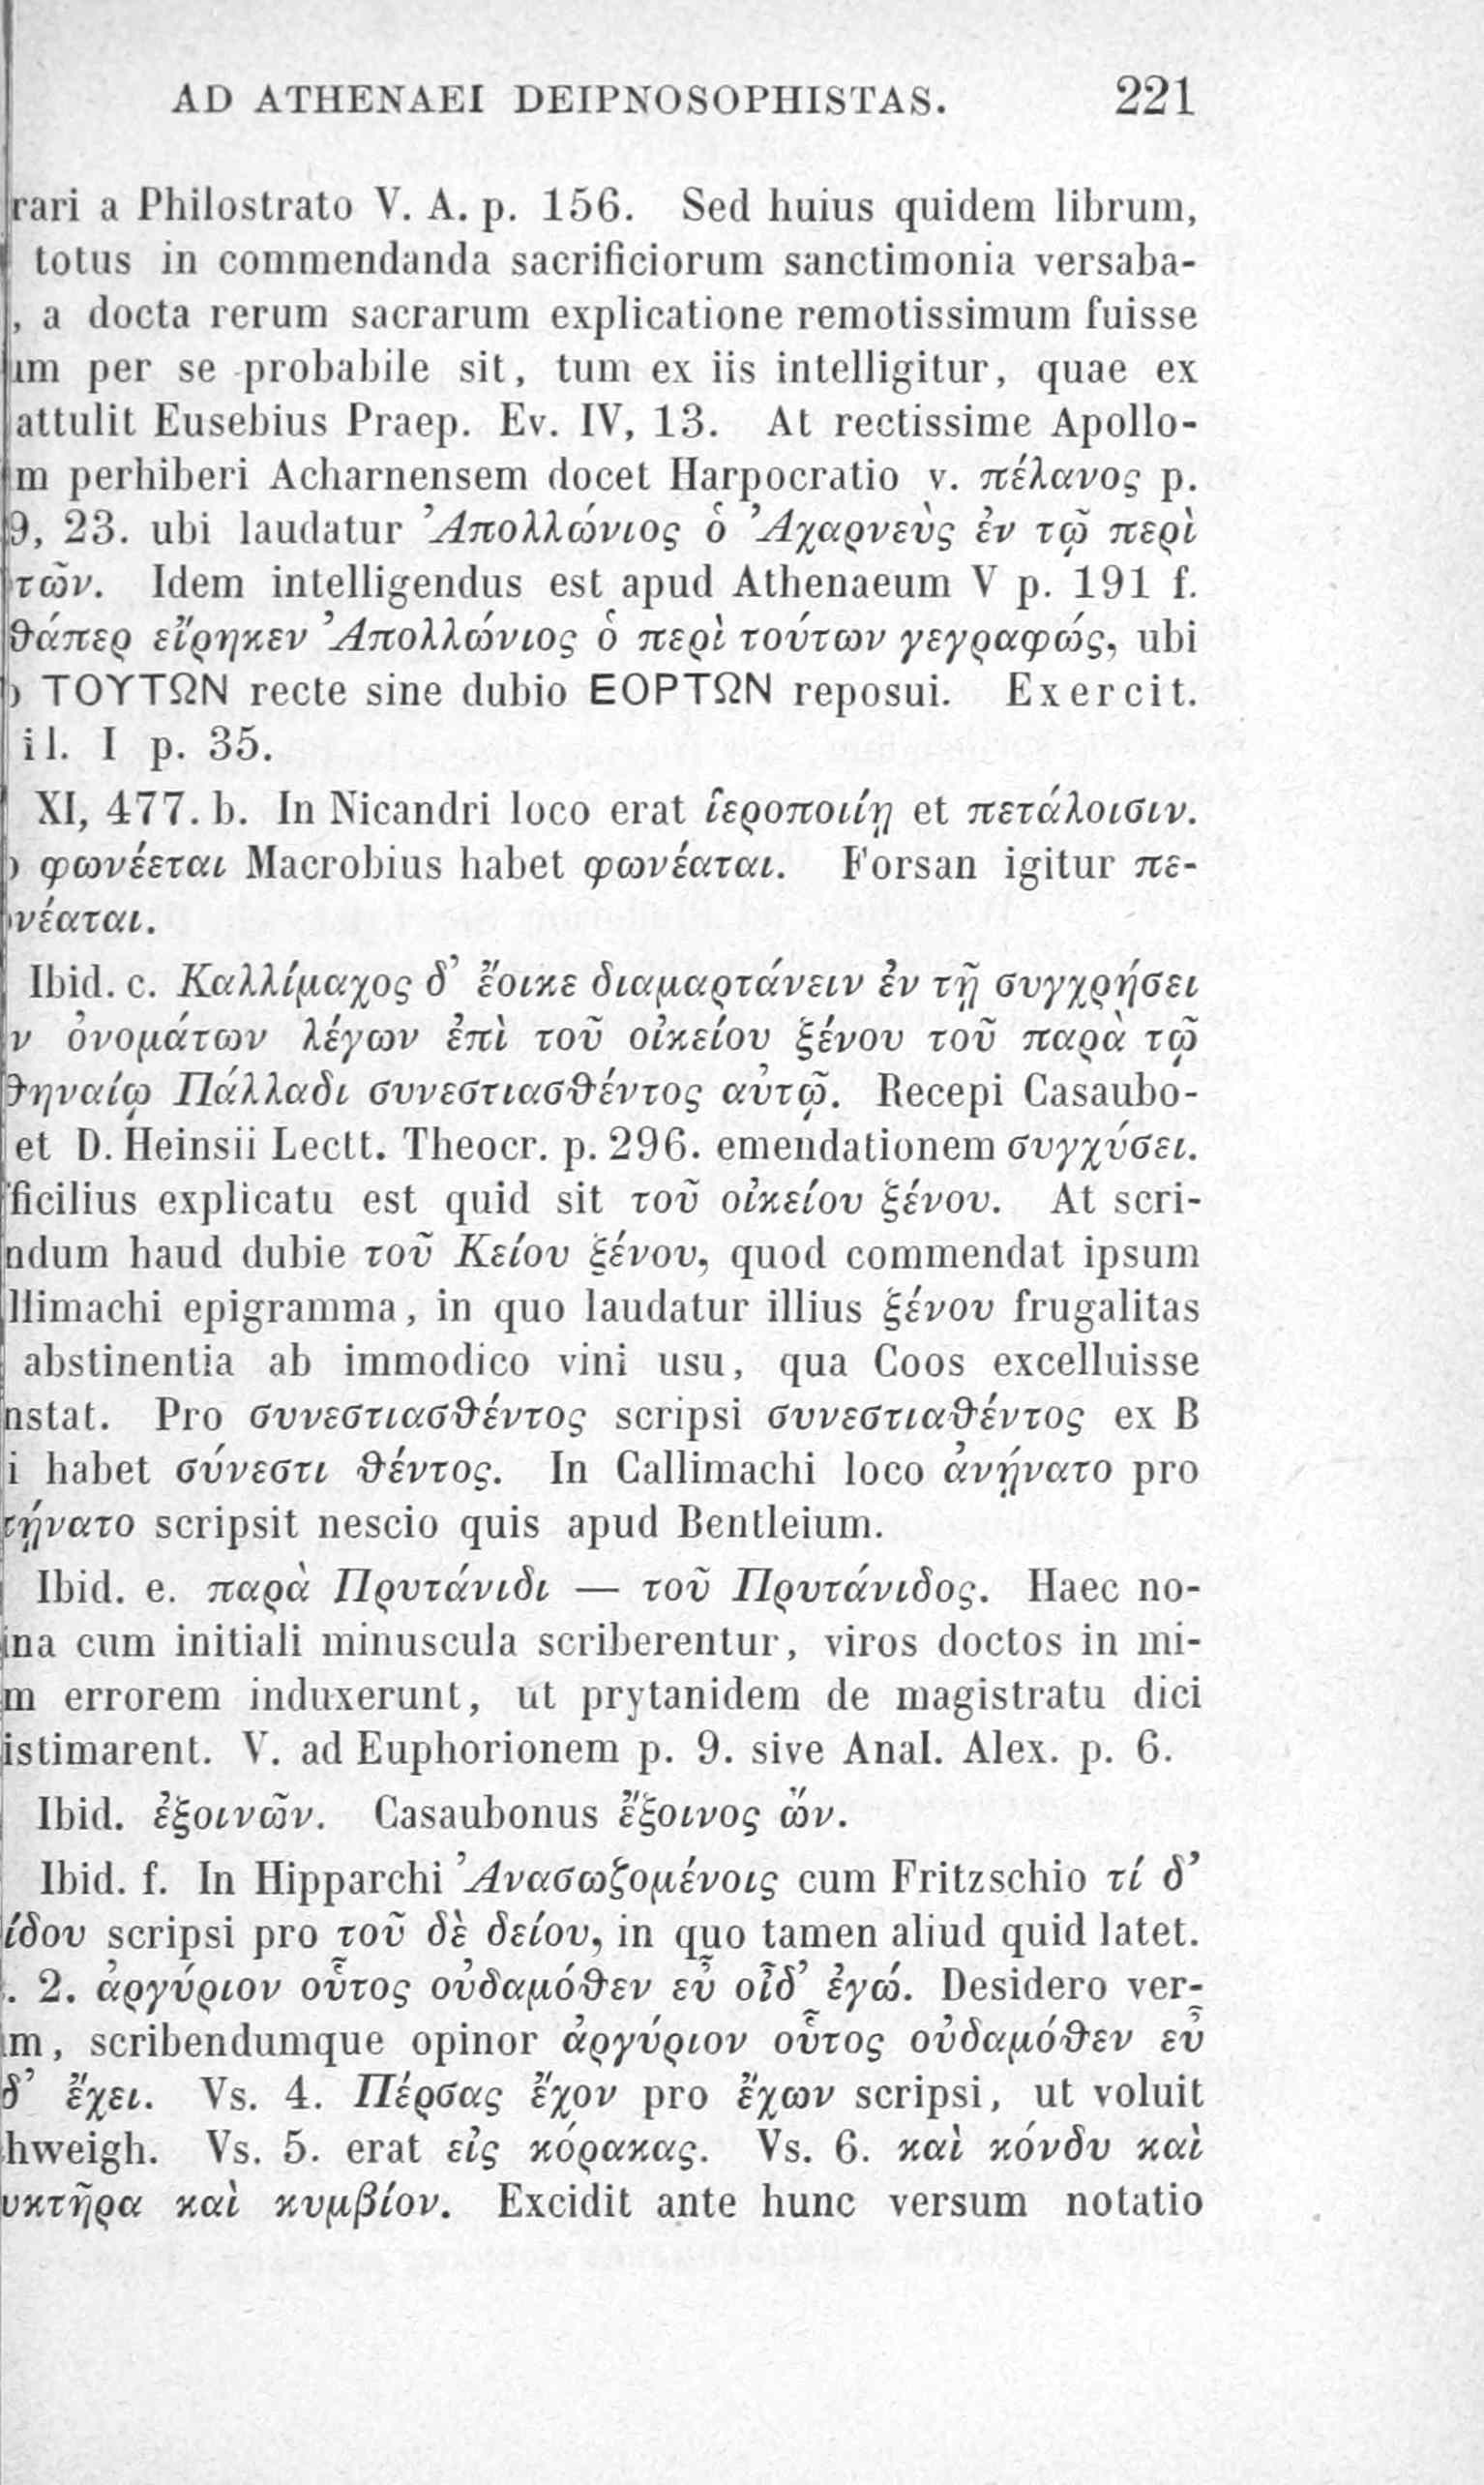 AD ATHENAEI DEIPNOSOPHISTAS. 221
rari a Philostrato V. A. p. 156. Sed huius quidem librum,
totus in commendanda sacrificiorum sanctimonia versaba-
, a docta rerum sacrarum explicatione remotissimum fuisse
um per se probabile sit, tum ex iis intelligitur, quae ex
attulit Eusebius Praep. Ev. IV, 13. At rectissime Apollo-
m perhiberi Acharnensem docet Harpocratio v. πέλανος p.
9, 23. ubi laudatur Ἀπολλώνιος ὁ Ἀχαρνεὺς ἐν τῷ περὶ
τῶν. Idem intelligendus est apud Athenaeum V p. 191 f.
θάπερ εἴρηκεν Ἀπολλώνιος ὁ περὶ τούτων γεγραφώς, ubi
ΤΟΥΤΩΝ recte sine dubio ΕΟΡΤΩΝ reposui. Exercit.
il. I p. 35.
XI, 477. b. In Nicandri loco erat ἱεροποιίῃ et πετάλοισιν.
φωνέεται Macrobius habet φωνέαται. Forsan igitur πε-
νέαται.
Ibid. c. Καλλίμαχος δ’ ἔοικε διαμαρτάνειν ἐν τῇ συγχρήσει
ν ὀνομάτων λέγων ἐπὶ τοῦ οἰκείου ξένου τοῦ παρὰ τῷ
θηναίῳ Πάλλαδι συνεστιασθέντος αὐτῷ. Recepi Casaubo-
et D. Heinsii Lectt. Theocr. p. 296. emendationem συγχύσει.
ficilius explicatu est quid sit τοῦ οἰκείου ξένου. At scri-
ndum haud dubie τοῦ Κείου ξένου, quod commendat ipsum
llimachi epigramma, in quo laudatur illius ξένου frugalitas
abstinentia ab immodico vini usu, qua Coos excelluisse
nstat. Pro συνεστιασθέντος scripsi συνεστιαθέντος ex B
i habet σύνεστι θέντος. In Callimachi loco ἀνῄνατο pro
τῄνατο scripsit nescio quis apud Bentleium.
Ibid. e. παρὰ Πρυτάνιδι — τοῦ Πρυτάνιδος. Haec no-
ina cum initiali minuscula scriberentur, viros doctos in mi-
m errorem induxerunt, ut prytanidem de magistratu dici
istimarent. V. ad Euphorionem p. 9. sive Anal. Alex. p. 6.
Ibid. ἐξοινῶν. Casaubonus ἔξοινος ὤν.
Ibid. f. In Hipparchi Ἀνασωζομένοις cum Fritzschio τί δ’
ίδου scripsi pro τοῦ δὲ δείου, in quo tamen aliud quid latet.
. 2. ἀργύριον οὗτος οὐδαμόθεν εὖ οἶδ’ ἐγώ. Desidero ver-
m, scribendumque opinor ἀργύριον οὗτος οὐδαμόθεν εὖ
δ’ ἔχει. Vs. 4. Πέρσας ἔχον pro ἔχων scripsi, ut voluit
hweigh. Vs. 5. erat εἰς κόρακας. Vs. 6. καὶ κόνδυ καὶ
υκτῆρα καὶ κυμβίον. Excidit ante hunc versum notatio